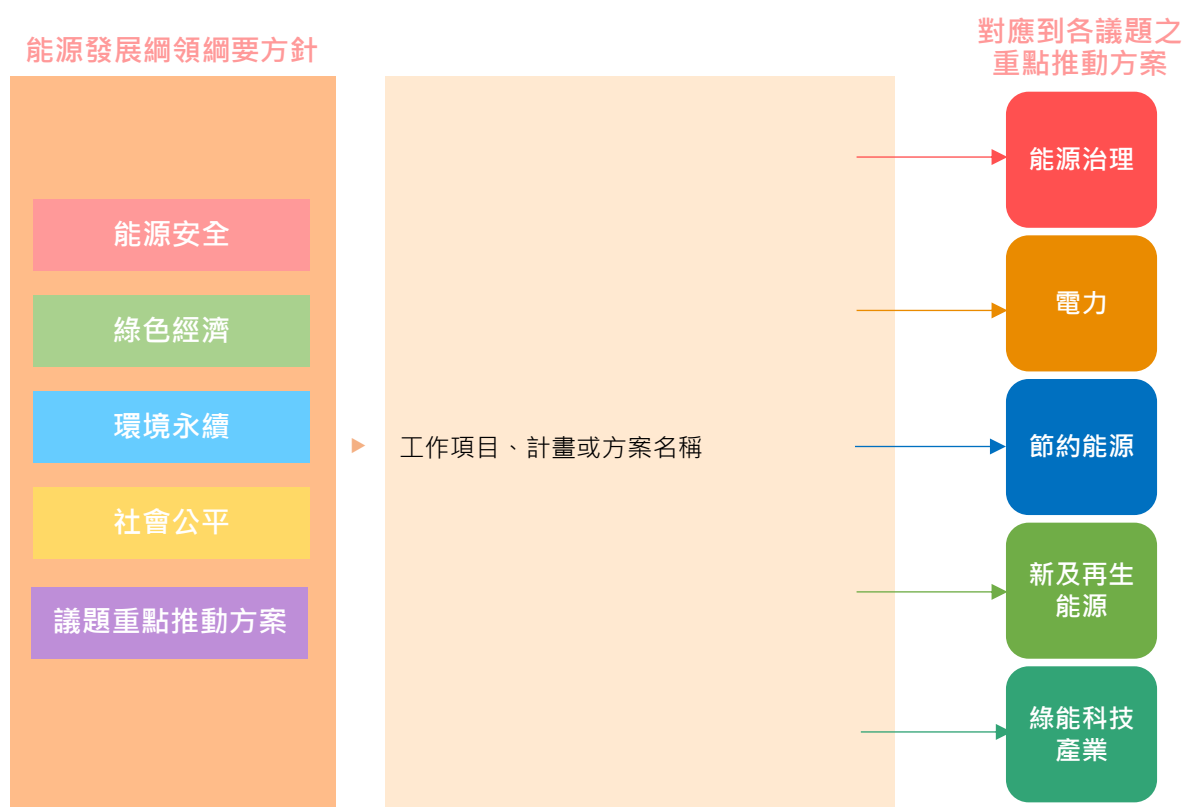 能源發展綱領綱要方針
對應到各議題之
重點推動方案
能源安全
綠色經濟
環境永續
社會公平
議題重點推動方案
工作項目、計畫或方案名稱
能源治理
電力
節約能源
新及再生
能源
綠能科技
產業